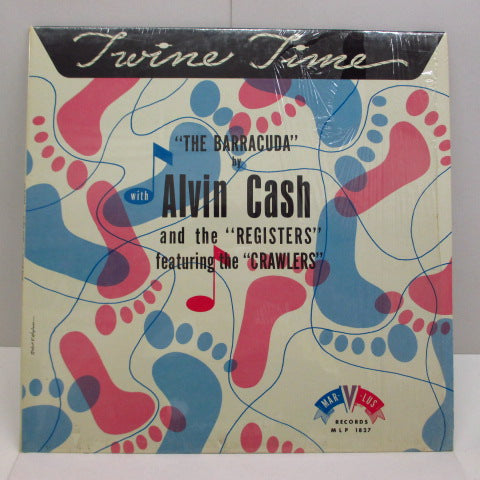 Twine Time
"THE BARRACUDA"
by
with
Alvin Cash
and the "REGISTERS"
featuring the "CRAWLERS"
MAR-V-LUS
RECORDS
MLP 1827